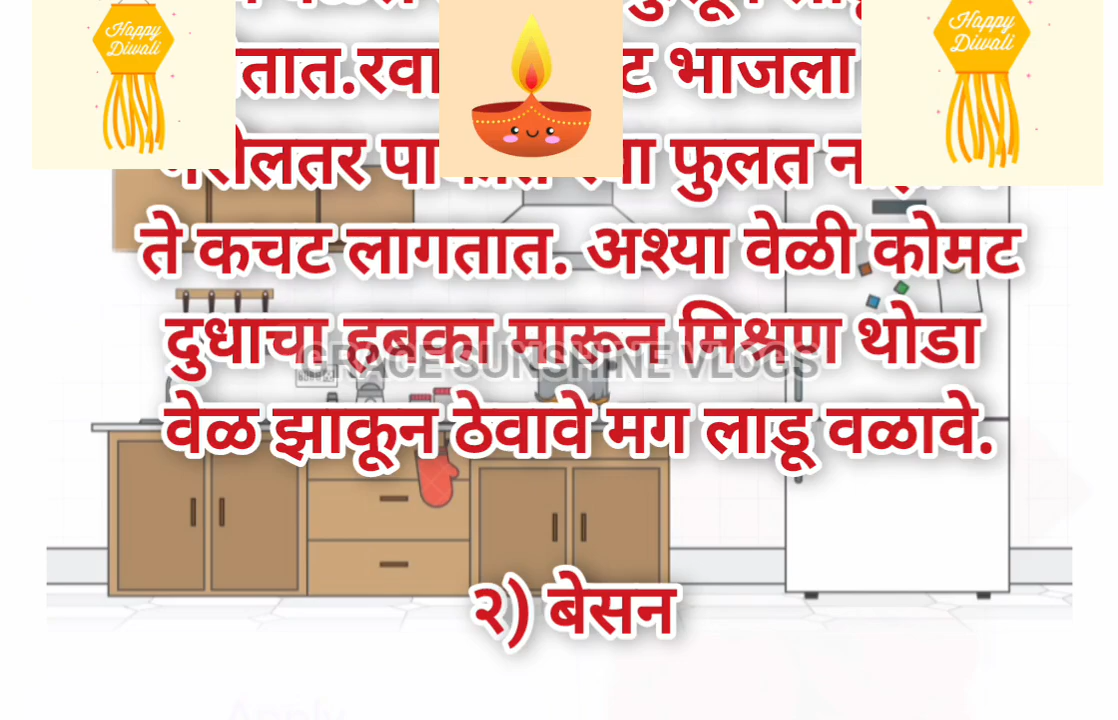 Happy
Diwali
Happy
Diwali
तात.रवा ट भाजला
पा फुलत
ते कचट लागतात. अश्या वेळी कोमट
दुधाचा हबका मारून मिश्रण थोडा
GRACE SUNSHINE VLOGS
वेळ झाकून ठेवावे मग लाडू वळावे.
२) बेसन